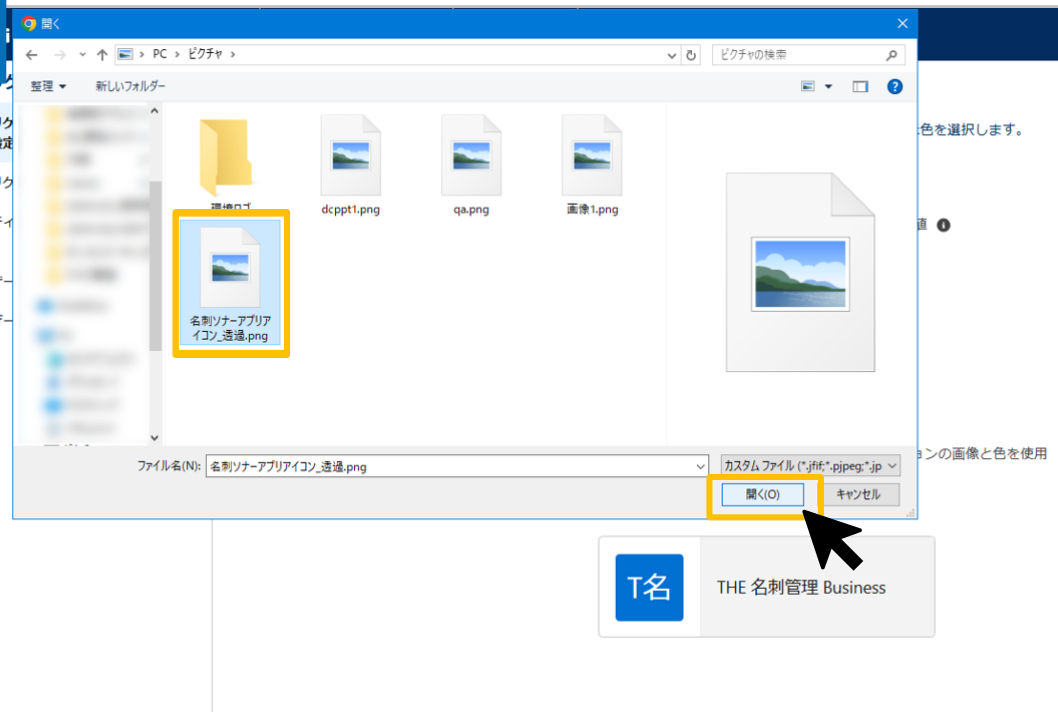 開く
PC › ピクチャ ›
ピクチャの検索
整理
新しいフォルダー
色を選択します。
環境ロゴ
dcppt1.png
qa.png
画像1.png
値
名刺ソナーアプリア
イコン_透過.png
ョンの画像と色を使用
ファイル名(N):
名刺ソナーアプリアイコン_透過.png
カスタム ファイル (*.jfif;*.pjpeg;*.jp
開く(O)
キャンセル
T名
THE 名刺管理 Business